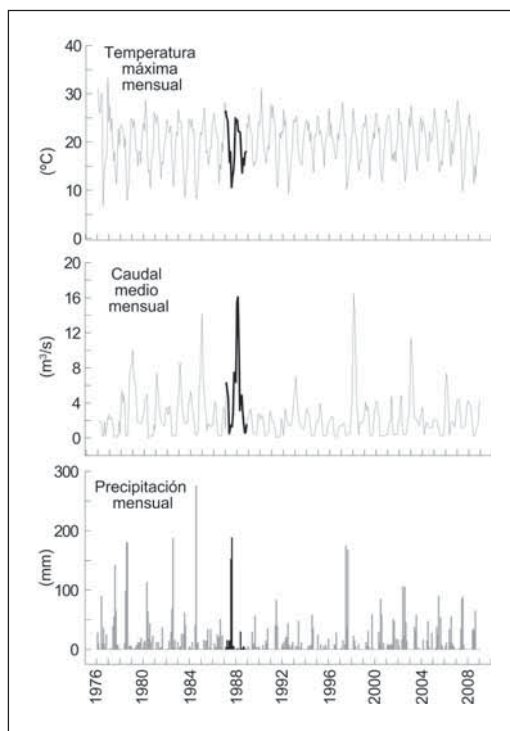 40
Temperatura
máxima
mensual
30
20
10
0
(ºC)
20
Caudal
medio
mensual
16
12
8
4
0
(m³/s)
300
Precipitación
mensual
200
100
0
(mm)
1976
1980
1984
1988
1992
1996
2000
2004
2008